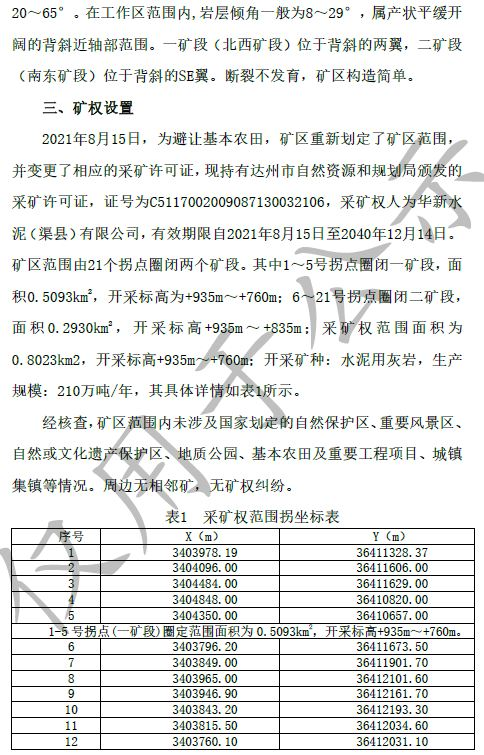 20～65°。在工作区范围内,岩层倾角一般为8～29°，属产状平缓开
阔的背斜近轴部范围。一矿段（北西矿段）位于背斜的两翼，二矿段
（南东矿段）位于背斜的SE翼。断裂不发育，矿区构造简单。
三、矿权设置
2021年8月15日，为避让基本农田，矿区重新划定了矿区范围，
并变更了相应的采矿许可证，现持有达州市自然资源和规划局颁发的
采矿许可证，证号为C5117002009087130032106，采矿权人为华新水
泥（渠县）有限公司，有效期限自2021年8月15日至2040年12月14日。
矿区范围由21个拐点圈闭两个矿段。其中1～5号拐点圈闭一矿段，面
积0.5093km²，开采标高为+935m～+760m；6～21号拐点圈闭二矿段，
面积0.2930km²，开采标高+935m～+835m；采矿权范围面积为
0.8023km2，开采标高+935m～+760m；开采矿种：水泥用灰岩，生产
规模：210万吨/年，其具体详情如表1所示。
经核查，矿区范围内未涉及国家划定的自然保护区、重要风景区、
自然或文化遗产保护区、地质公园、基本农田及重要工程项目、城镇
集镇等情况。周边无相邻矿，无矿权纠纷。
表1 采矿权范围拐坐标表
序号 X（m） Y（m）
1 3403978.19 36411328.37
2 3404096.00 36411606.00
3 3404484.00 36411629.00
4 3404848.00 36410820.00
5 3404350.00 36410657.00
1-5号拐点(一矿段)圈定范围面积为0.5093km²，开采标高+935m～+760m。
6 3403796.20 36411673.50
7 3403849.00 36411901.70
8 3403965.00 36412101.60
9 3403946.90 36412161.70
10 3403843.20 36412193.30
11 3403815.50 36412034.60
12 3403760.10 36412031.10
仅用于公示